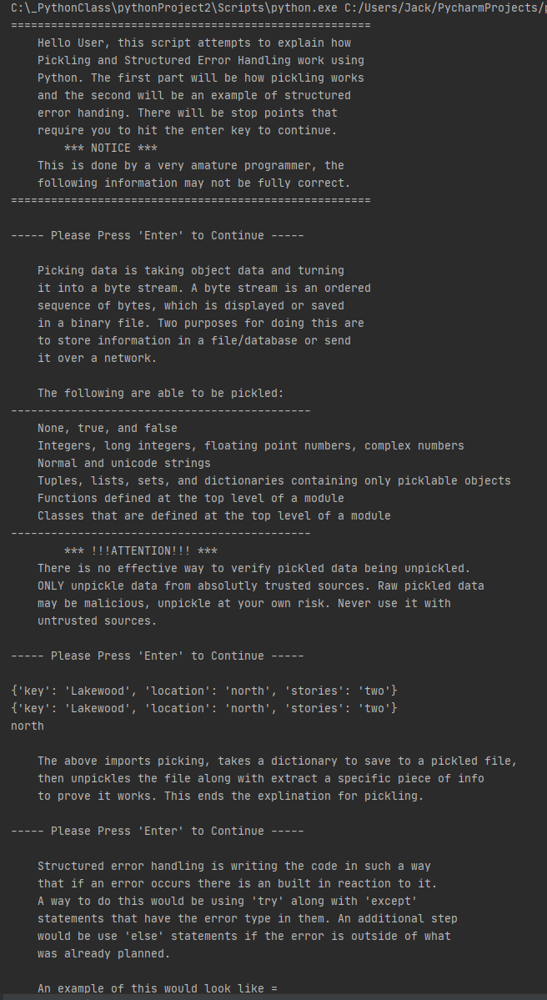 C:\_PythonClass\pythonProject2\Scripts\python.exe C:/Users/Jack/PycharmProjects/p
======================================================
Hello User, this script attempts to explain how
Pickling and Structured Error Handling work using
Python. The first part will be how pickling works
and the second will be an example of structured
error handing. There will be stop points that
require you to hit the enter key to continue.
*** NOTICE ***
This is done by a very amature programmer, the
following information may not be fully correct.
======================================================
----- Please Press 'Enter' to Continue -----
Picking data is taking object data and turning
it into a byte stream. A byte stream is an ordered
sequence of bytes, which is displayed or saved
in a binary file. Two purposes for doing this are
to store information in a file/database or send
it over a network.
The following are able to be pickled:
---------------------------------------------
None, true, and false
Integers, long integers, floating point numbers, complex numbers
Normal and unicode strings
Tuples, lists, sets, and dictionaries containing only picklable objects
Functions defined at the top level of a module
Classes that are defined at the top level of a module
---------------------------------------------
*** !!!ATTENTION!!! ***
There is no effective way to verify pickled data being unpickled.
ONLY unpickle data from absolutly trusted sources. Raw pickled data
may be malicious, unpickle at your own risk. Never use it with
untrusted sources.
----- Please Press 'Enter' to Continue -----
{'key': 'Lakewood', 'location': 'north', 'stories': 'two'}
{'key': 'Lakewood', 'location': 'north', 'stories': 'two'}
north
The above imports picking, takes a dictionary to save to a pickled file,
then unpickles the file along with extract a specific piece of info
to prove it works. This ends the explination for pickling.
----- Please Press 'Enter' to Continue -----
Structured error handling is writing the code in such a way
that if an error occurs there is an built in reaction to it.
A way to do this would be using 'try' along with 'except'
statements that have the error type in them. An additional step
would be use 'else' statements if the error is outside of what
was already planned.
An example of this would look like =